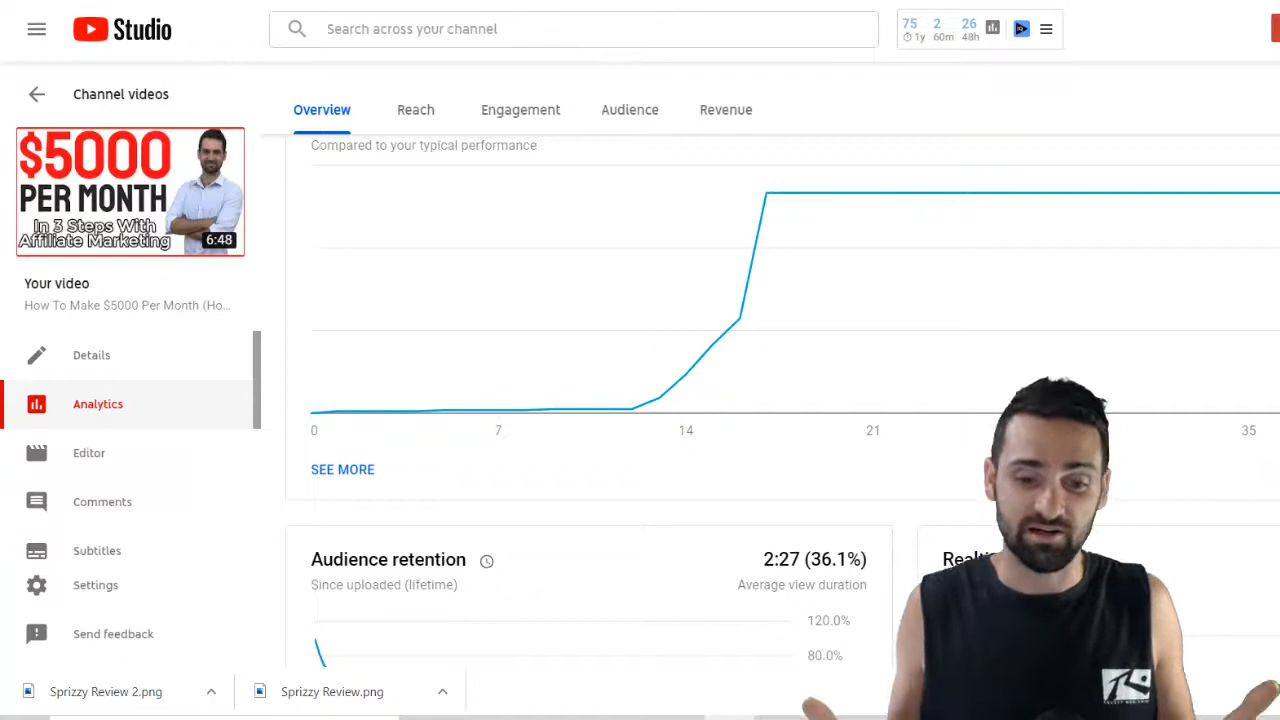 Studio
Search across your channel
75 2 26
1y 60m 48h
Channel videos
Overview Reach Engagement Audience Revenue
Compared to your typical performance
$5000
PER MONTH
In 3 Steps With
Affiliate Marketing
6:48
Your video
How To Make $5000 Per Month (Ho...
Details
Analytics
Editor
Comments
Subtitles
Settings
Send feedback
0 7 14 21 35
SEE MORE
Audience retention
2:27 (36.1%)
Since uploaded (lifetime)
Average view duration
120.0%
80.0%
Sprizzy Review 2.png
Sprizzy Review.png